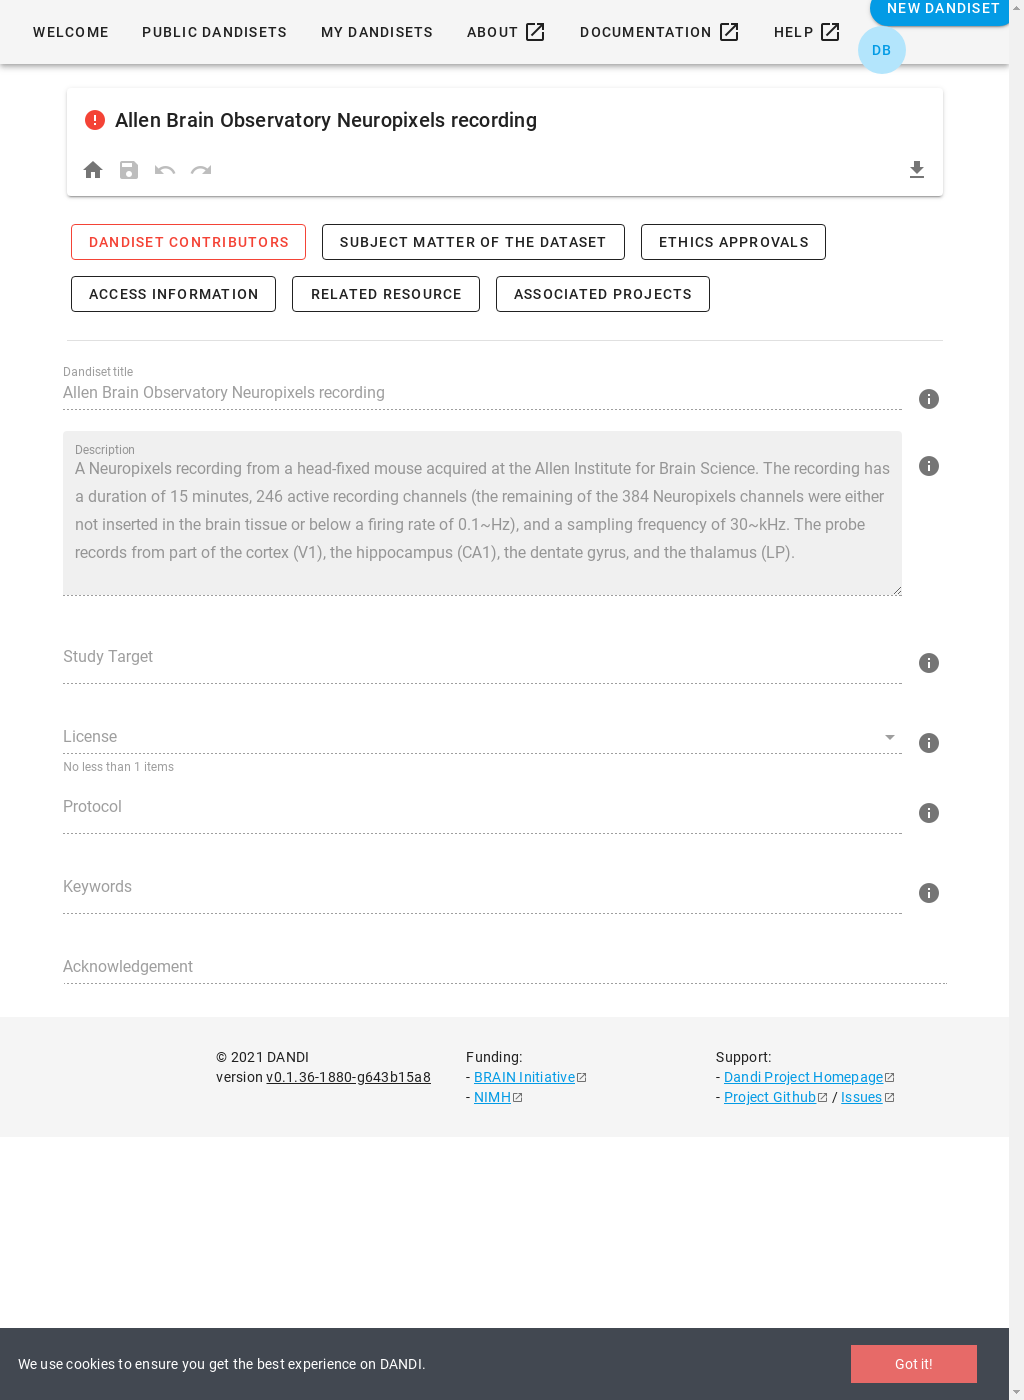 WELCOME PUBLIC DANDISETS MY DANDISETS ABOUT DOCUMENTATION HELP NEW DANDISET
DB
Allen Brain Observatory Neuropixels recording
DANDISET CONTRIBUTORS SUBJECT MATTER OF THE DATASET ETHICS APPROVALS
ACCESS INFORMATION RELATED RESOURCE ASSOCIATED PROJECTS
Dandiset title
Allen Brain Observatory Neuropixels recording
Description
A Neuropixels recording from a head-fixed mouse acquired at the Allen Institute for Brain Science. The recording has
a duration of 15 minutes, 246 active recording channels (the remaining of the 384 Neuropixels channels were either
not inserted in the brain tissue or below a firing rate of 0.1~Hz), and a sampling frequency of 30~kHz. The probe
records from part of the cortex (V1), the hippocampus (CA1), the dentate gyrus, and the thalamus (LP).
Study Target
License
No less than 1 items
Protocol
Keywords
Acknowledgement
© 2021 DANDI
version v0.1.36-1880-g643b15a8
Funding:
- BRAIN Initiative
- NIMH
Support:
- Dandi Project Homepage
- Project Github / Issues
We use cookies to ensure you get the best experience on DANDI.
Got it!